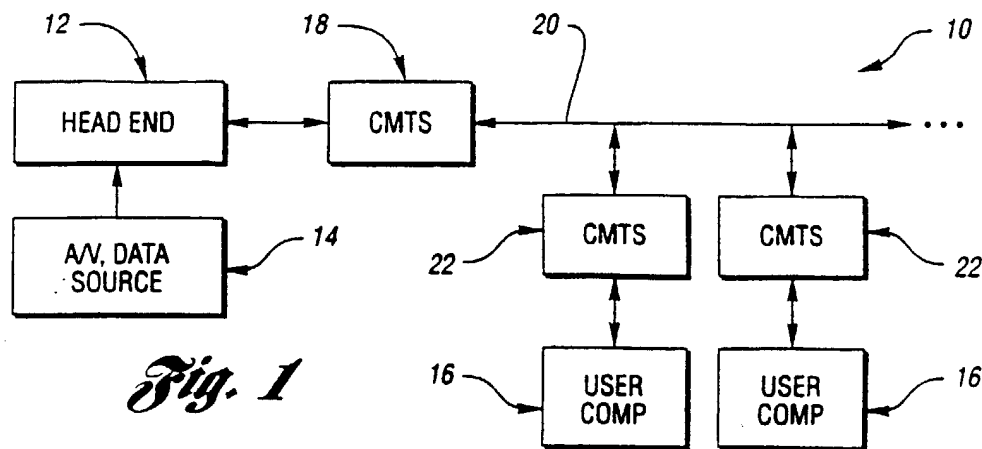 12
18
20
10
HEAD END
CMTS
...
A/V, DATA
SOURCE
14
22
CMTS
CMTS
22
Fig. 1
16
USER
COMP
USER
COMP
16